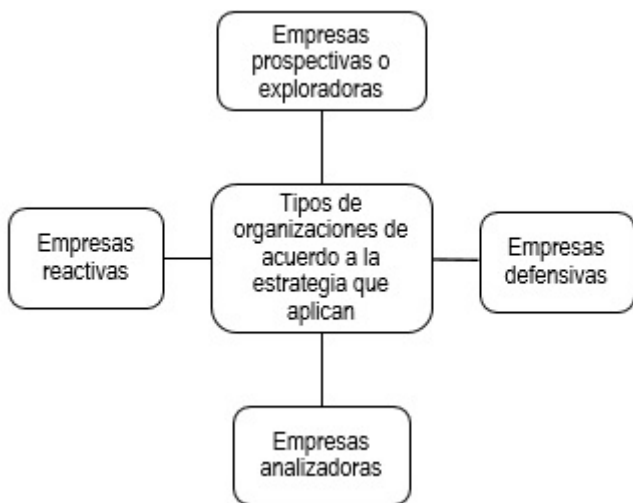 Empresas
prospectivas o
exploradoras
Tipos de
organizaciones de
acuerdo a la
estrategia que
aplican
Empresas
reactivas
Empresas
defensivas
Empresas
analizadoras